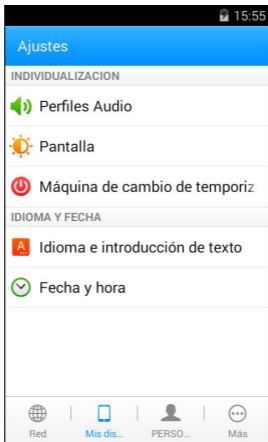 15:55
Ajustes
INDIVIDUALIZACION
Perfiles Audio
Pantalla
Máquina de cambio de temporiz
IDIOMA Y FECHA
A Idioma e introducción de texto
Fecha y hora
Red Mis dis... PERSO... Más